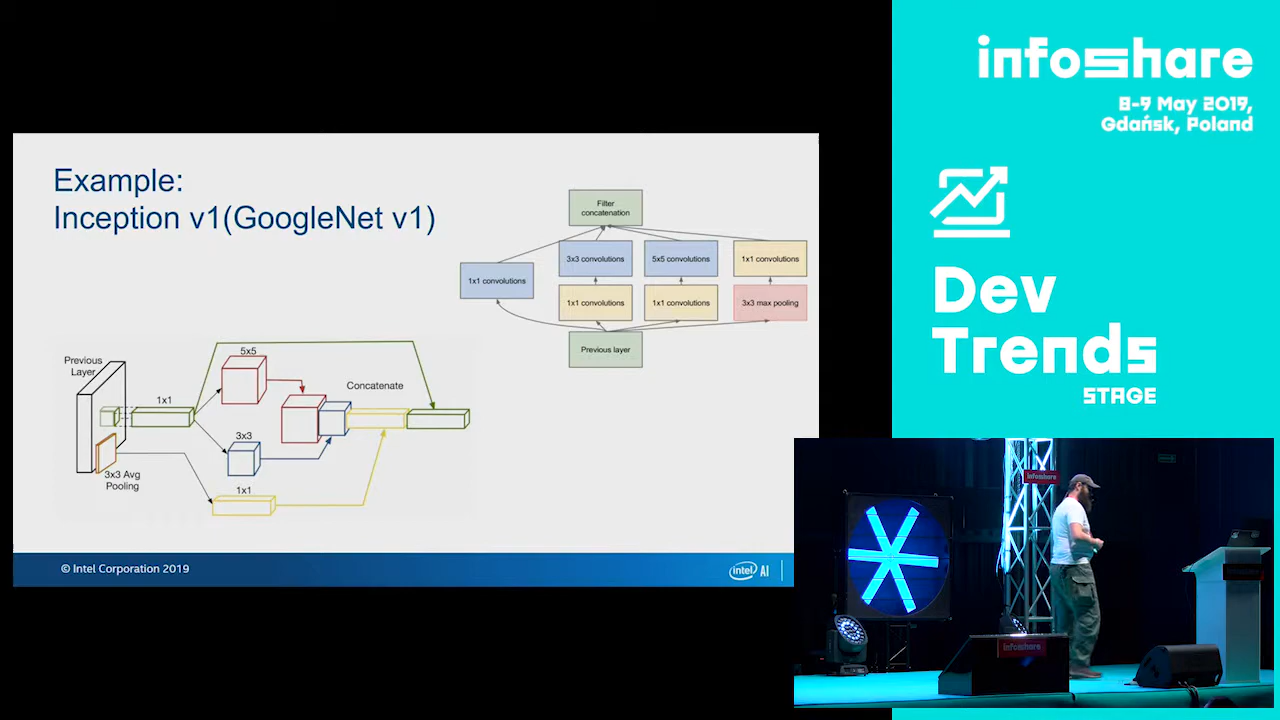 Example:
Inception v1(GoogleNet v1)
Filter
concatenation
1x1 convolutions
3x3 convolutions
5x5 convolutions
1x1 convolutions
1x1 convolutions
1x1 convolutions
3x3 max pooling
Previous layer
Previous
Layer
1x1
5x5
3x3
3x3 Avg
Pooling
1x1
Concatenate
© Intel Corporation 2019
intel AI
infoshare
8-9 May 2019,
Gdańsk, Poland
Dev
Trends
STAGE
infoshare
infoshare